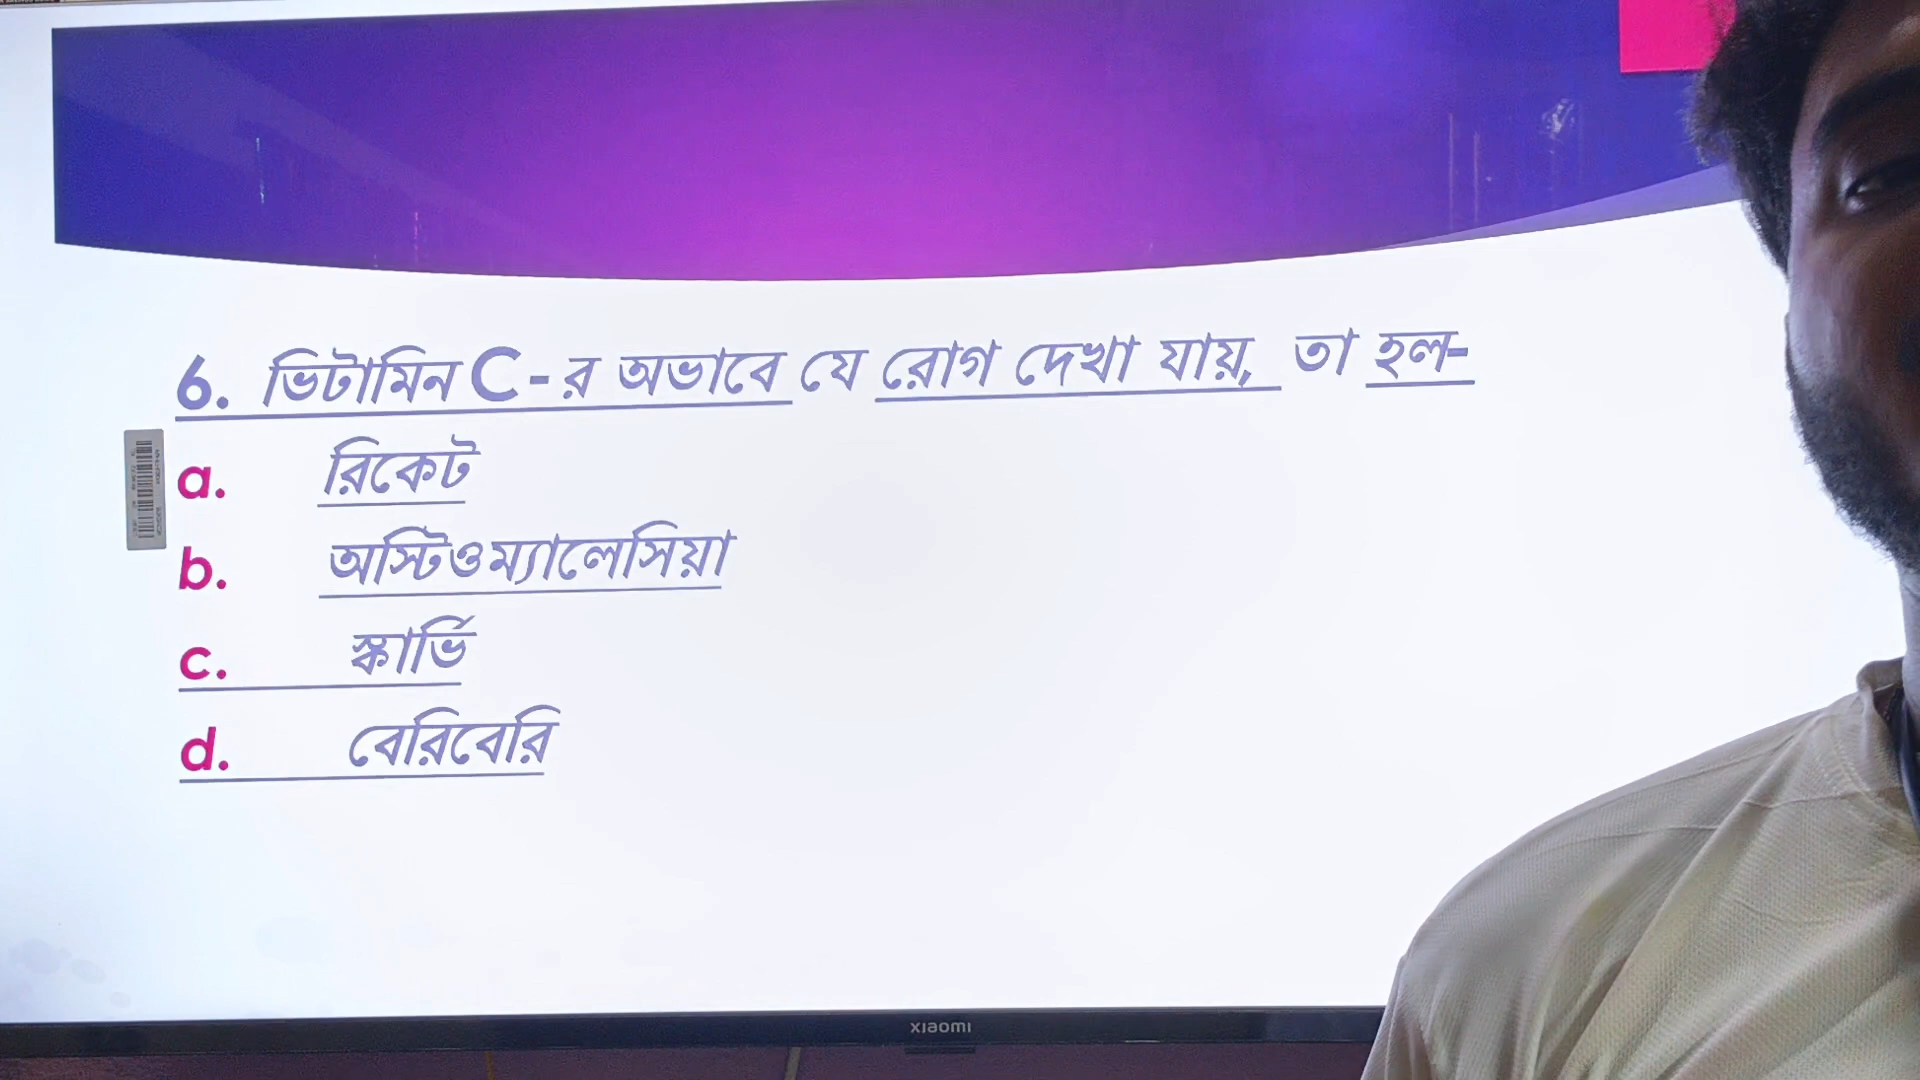 6. ভিটামিন C - র অভাবে যে রোগ দেখা যায়, তা হল-
a. রিকেট
b. অস্টিওম্যালেসিয়া
c. স্কার্ভি
d. বেরিবেরি
xiaomi